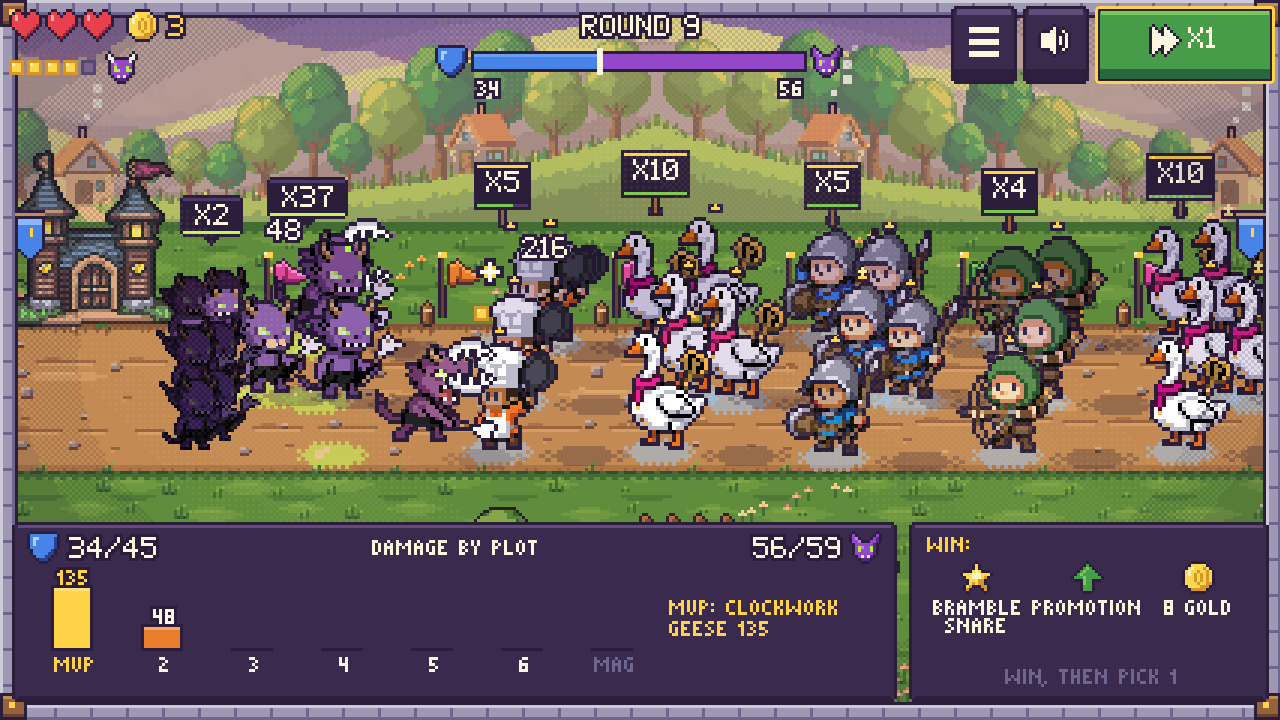 3
ROUND 9
X1
34
56
X2
X37
X5
X10
X5
X4
X10
48
216
34/45
DAMAGE BY PLOT
56/59
135
48
MVP
2
3
4
5
6
MAG
MVP: CLOCKWORK
GEESE 135
WIN:
BRAMBLE
SNARE
PROMOTION
8 GOLD
WIN, THEN PICK 1